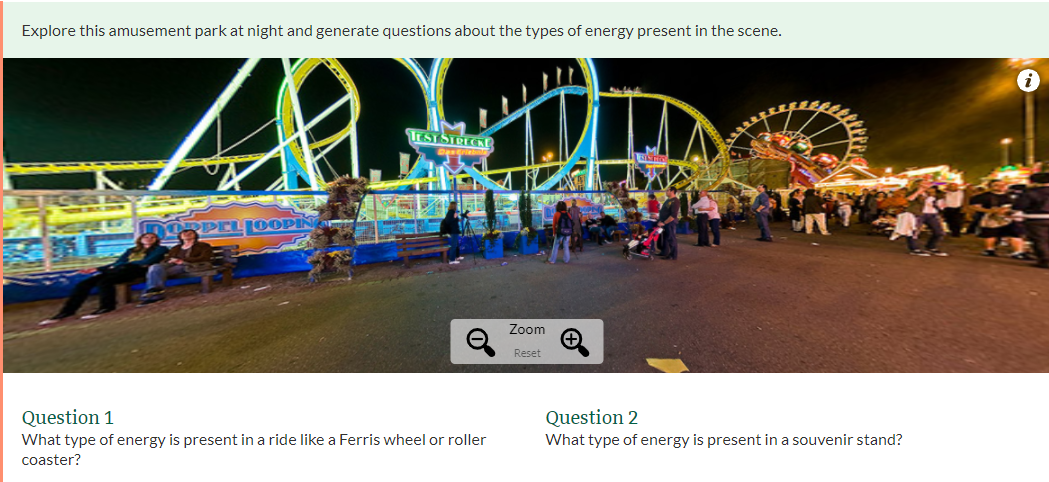 Explore this amusement park at night and generate questions about the types of energy present in the scene.
i
TESTSTRECKE
DOPPEL LOOPING
Zoom
Reset
Question 1
What type of energy is present in a ride like a Ferris wheel or roller
coaster?
Question 2
What type of energy is present in a souvenir stand?